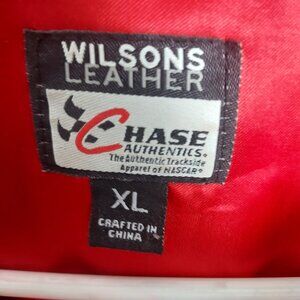 WILSONS
LEATHER
CHASE
AUTHENTICS®
The Authentic Trackside
Apparel of NASCAR®
XL
CRAFTED IN
CHINA